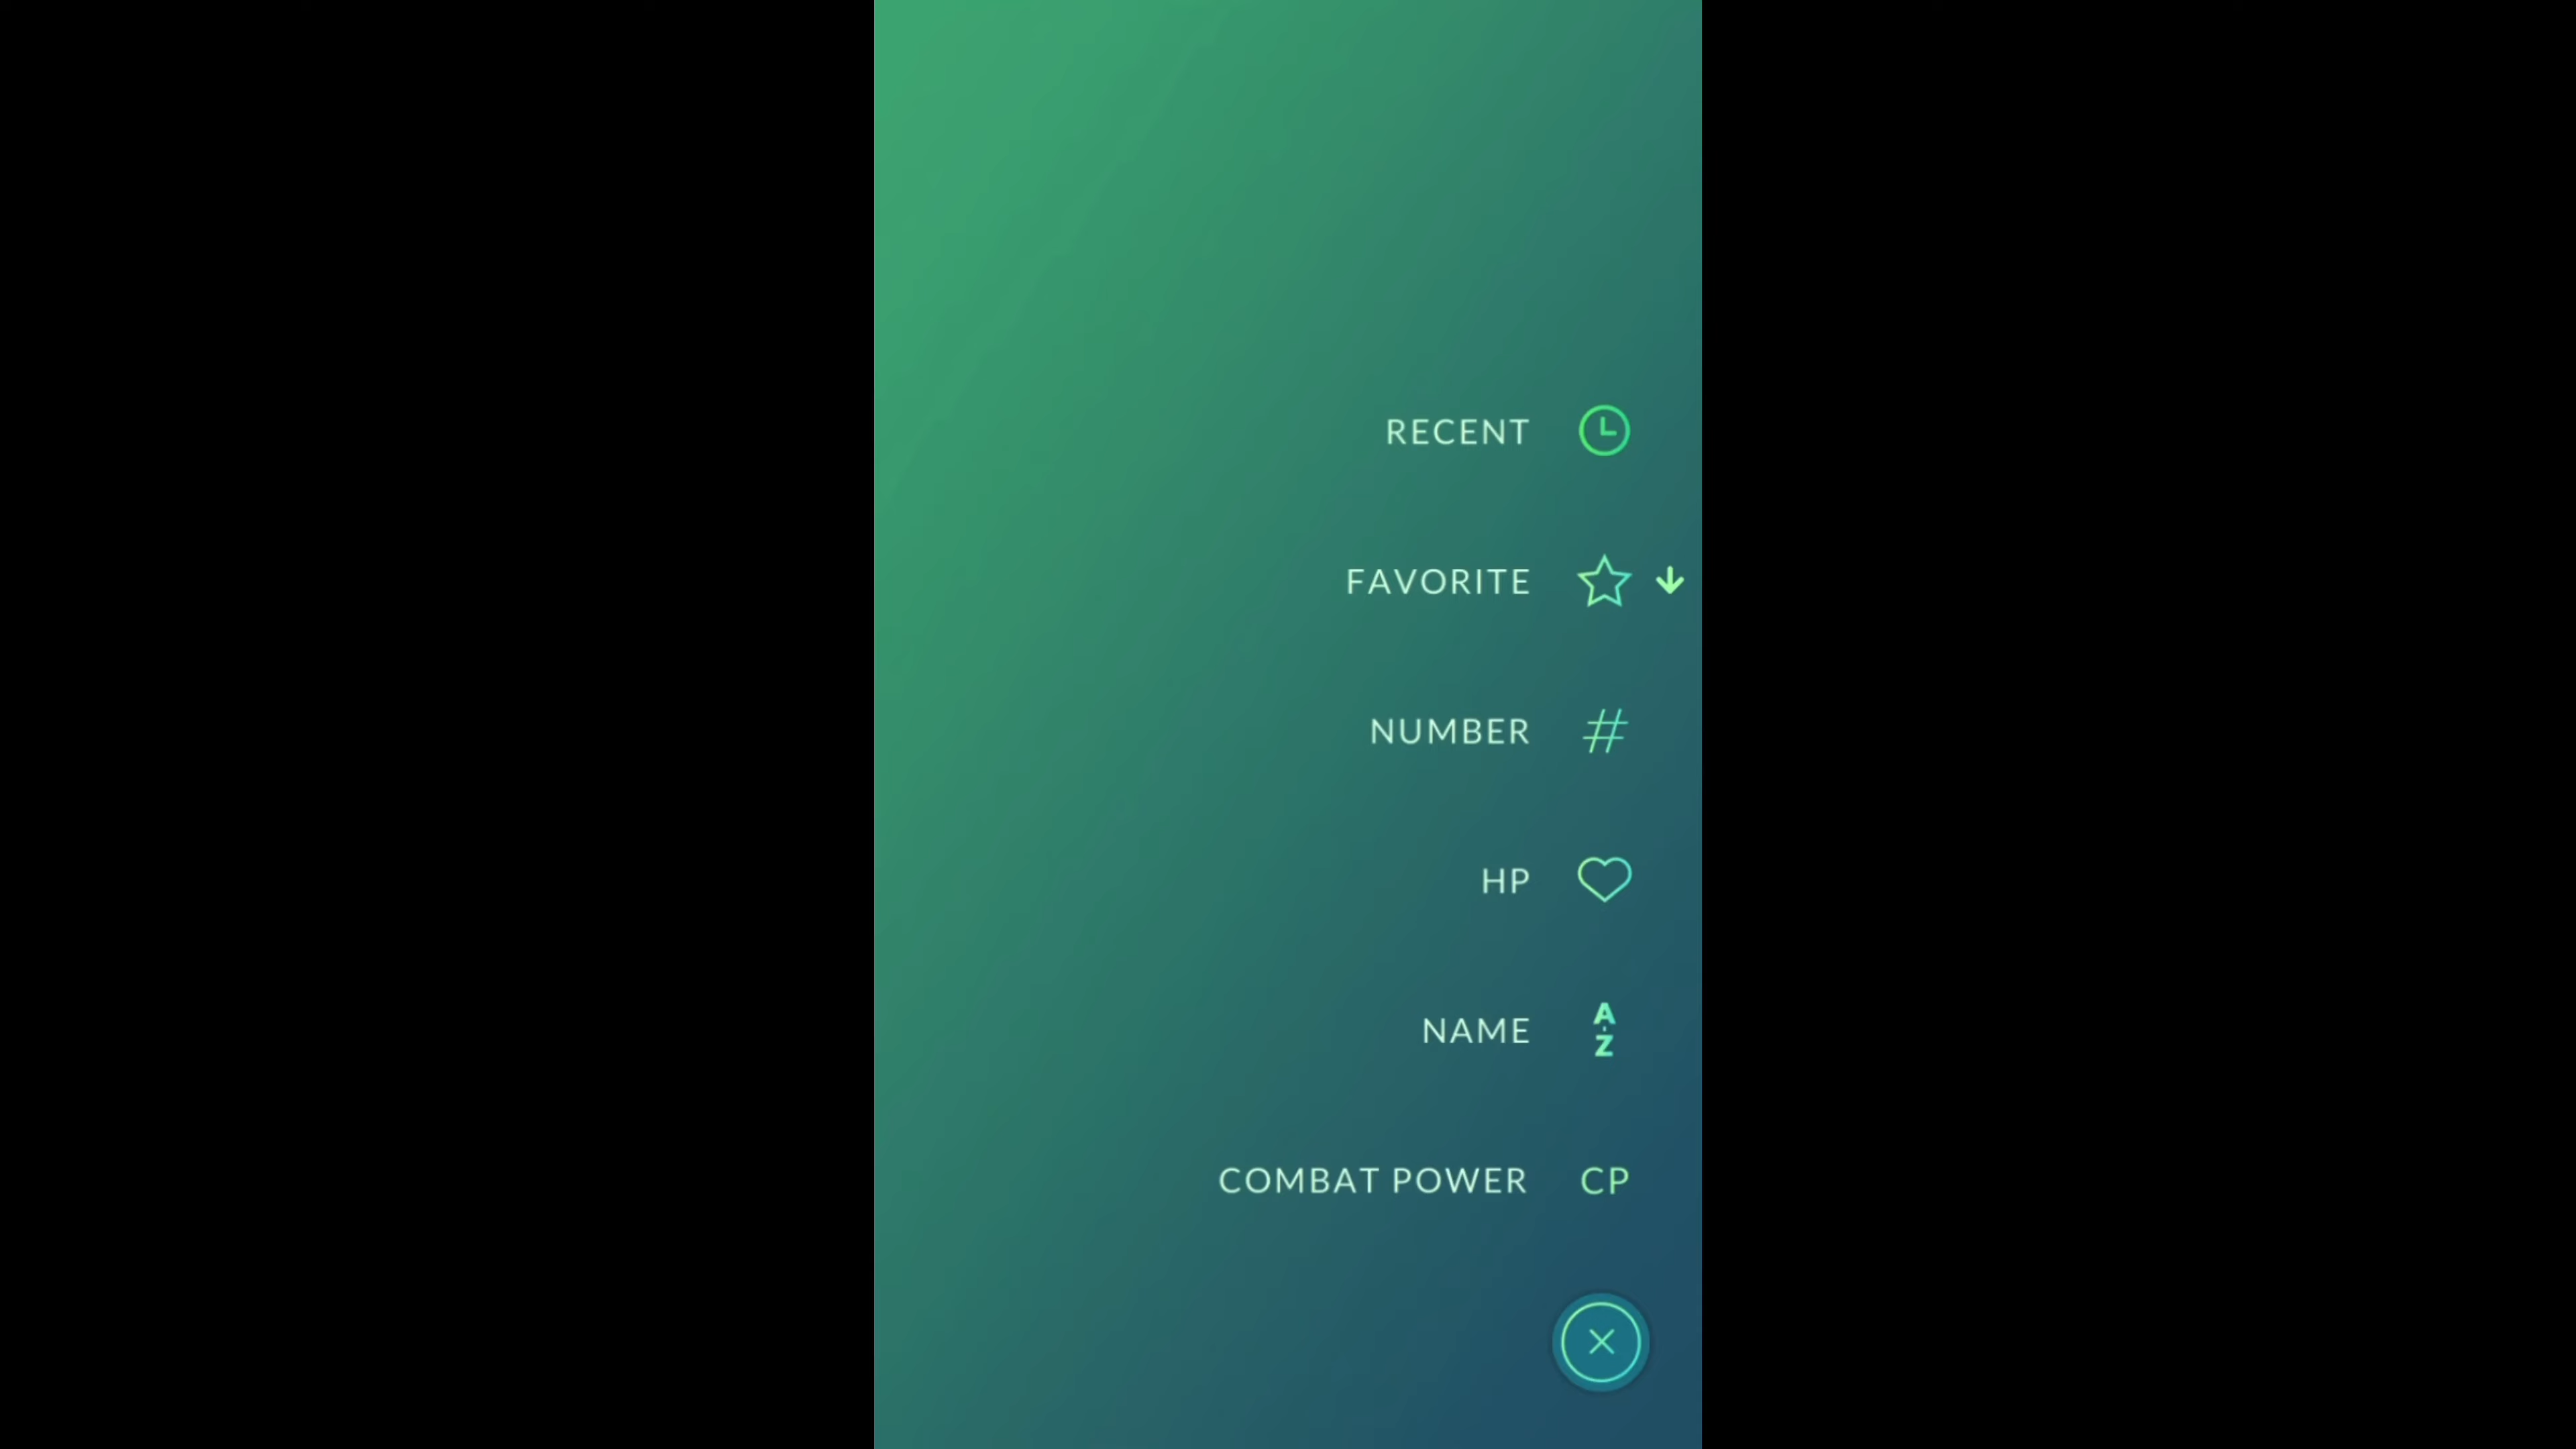 RECENT
FAVORITE
NUMBER #
HP
NAME A-Z
COMBAT POWER CP